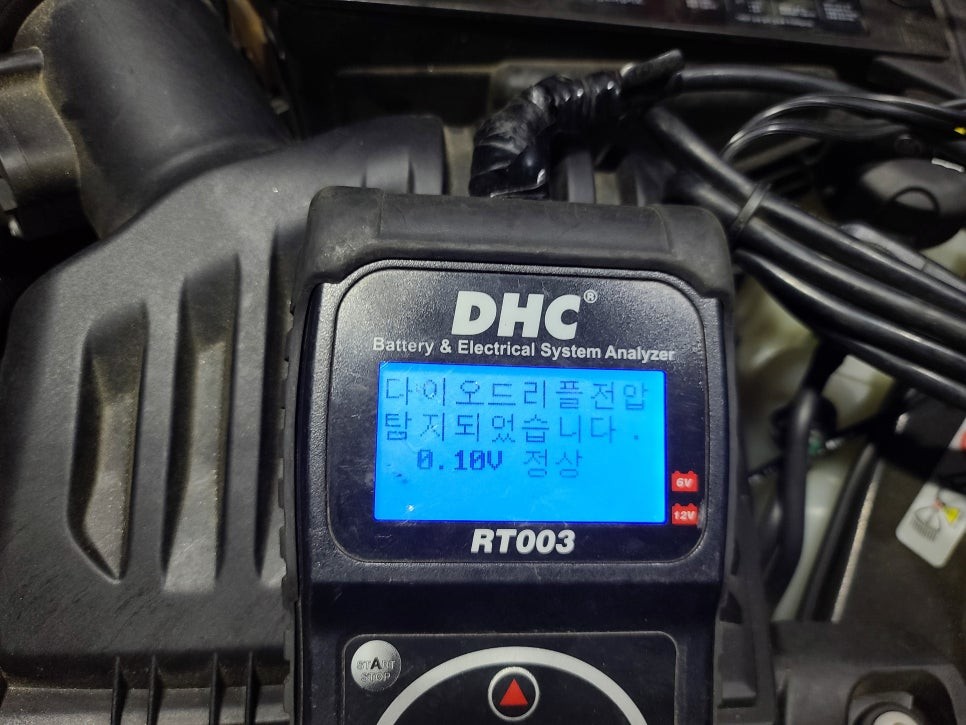 DHC®
Battery & Electrical System Analyzer
다이오드리플전압
탐지되었습니다.
0.10V 정상
6V
12V
RT003
START
STOP